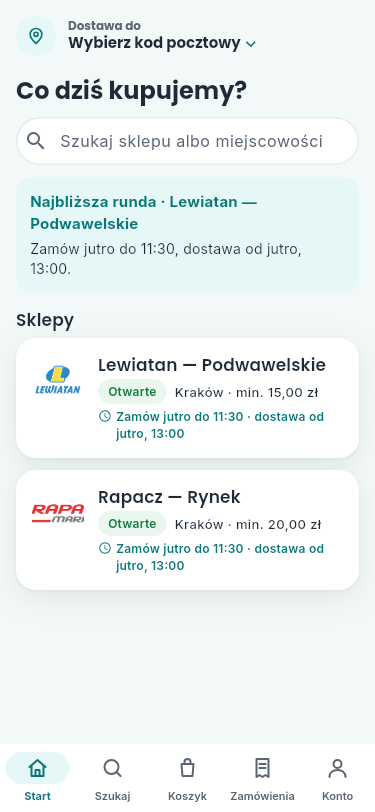 Dostawa do
Wybierz kod pocztowy
Co dziś kupujemy?
Szukaj sklepu albo miejscowości
Najbliższa runda · Lewiatan —
Podwawelskie
Zamów jutro do 11:30, dostawa od jutro,
13:00.
Sklepy
LEWIATAN
Lewiatan — Podwawelskie
Otwarte Kraków · min. 15,00 zł
Zamów jutro do 11:30 · dostawa od
jutro, 13:00
RAPA
MARKT
Rapacz — Rynek
Otwarte Kraków · min. 20,00 zł
Zamów jutro do 11:30 · dostawa od
jutro, 13:00
Start Szukaj Koszyk Zamówienia Konto